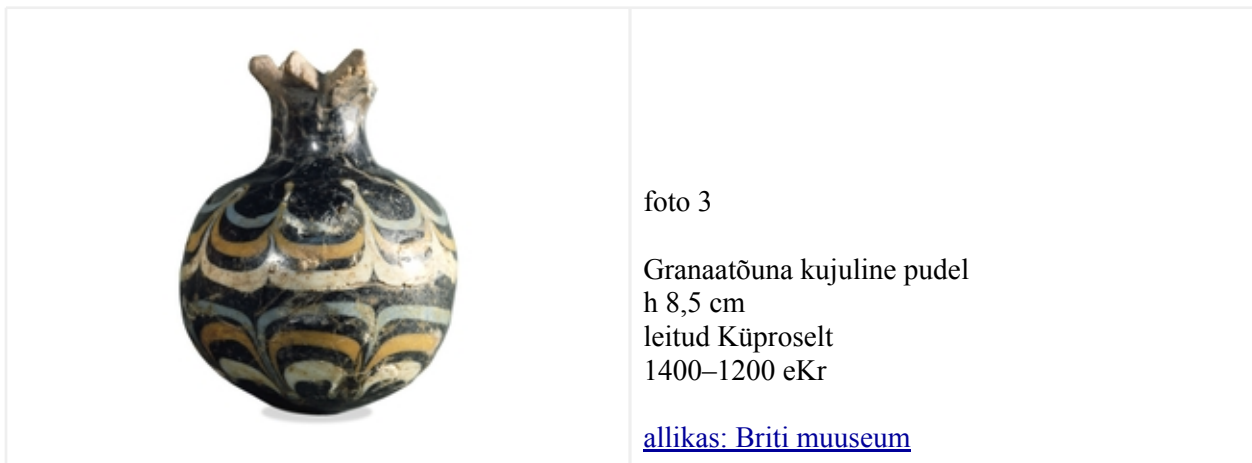 foto 3
Granaatõuna kujuline pudel
h 8,5 cm
leitud Küproselt
1400–1200 eKr
allikas: Briti muuseum